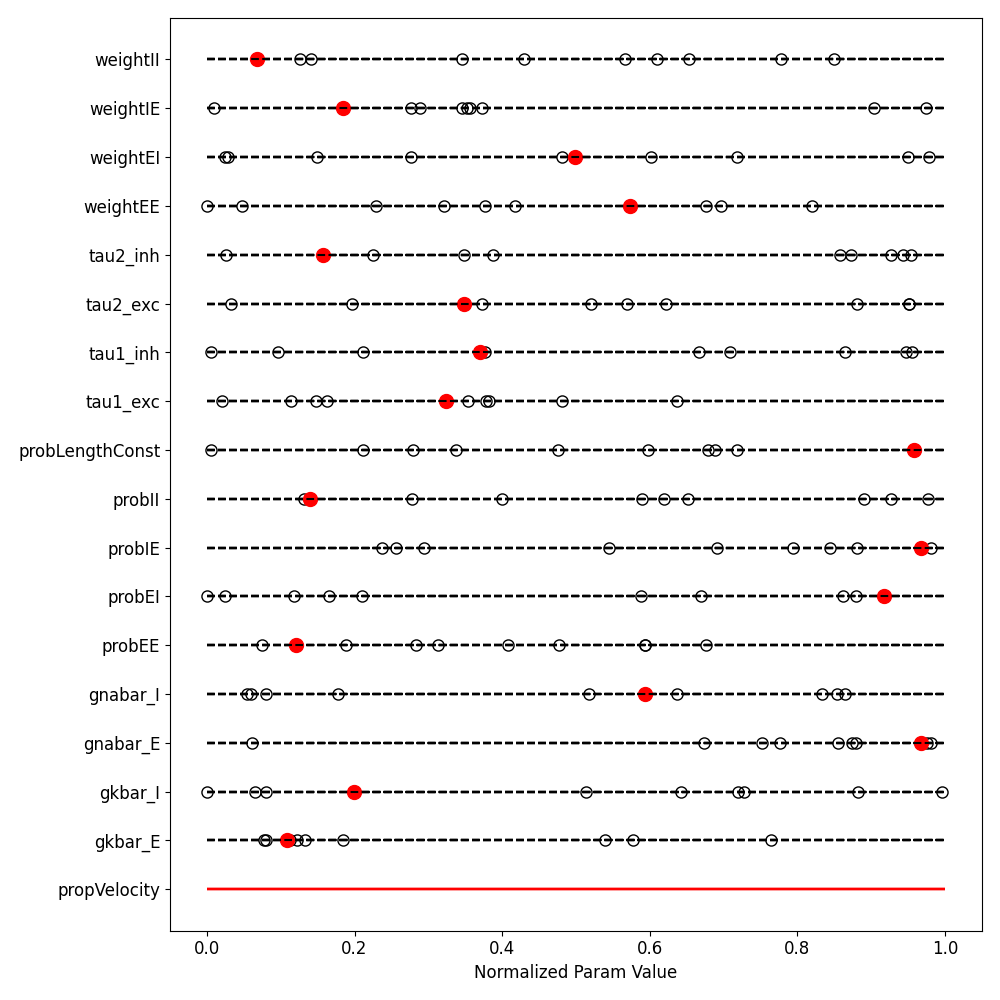 weightII
weightIE
weightEI
weightEE
tau2_inh
tau2_exc
tau1_inh
tau1_exc
probLengthConst
probII
probIE
probEI
probEE
gnabar_I
gnabar_E
gkbar_I
gkbar_E
propVelocity
0.0 0.2 0.4 0.6 0.8 1.0
Normalized Param Value